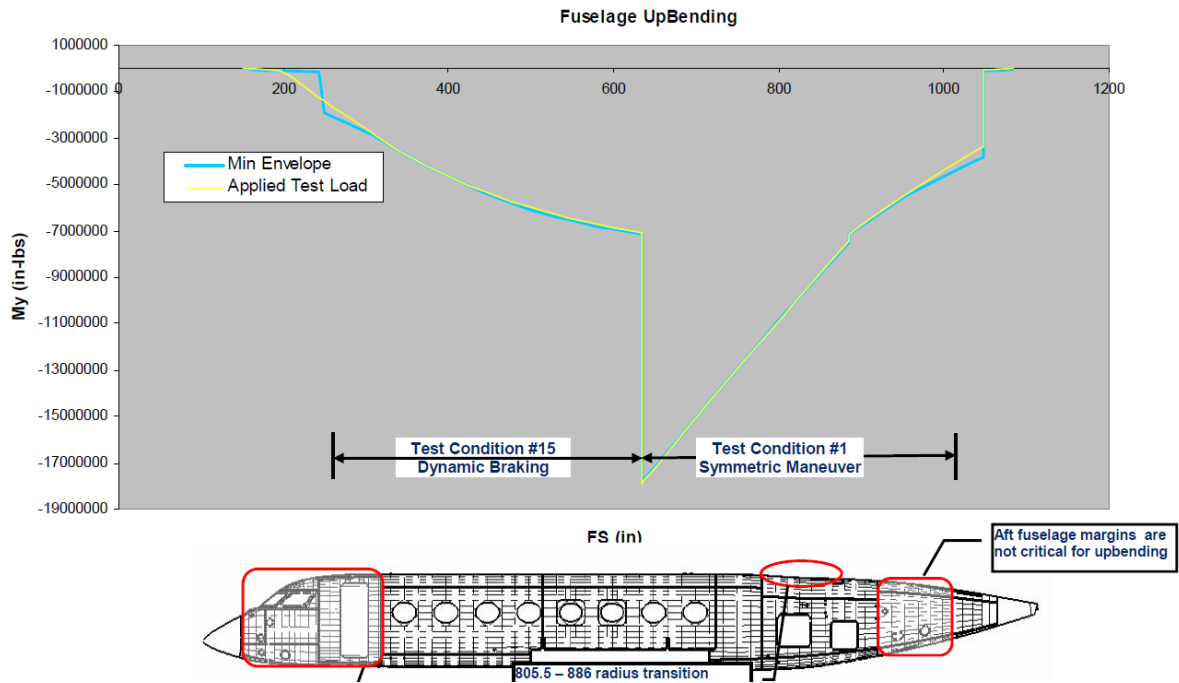 Fuselage UpBending
1000000
-1000000
-3000000
-5000000
-7000000
-9000000
-11000000
-13000000
-15000000
-17000000
-19000000
0
200
400
600
800
1000
1200
My (in-lbs)
Min Envelope
Applied Test Load
Test Condition #15
Dynamic Braking
Test Condition #1
Symmetric Maneuver
FS (in)
Aft fuselage margins are
not critical for upbending
805.5 – 886 radius transition